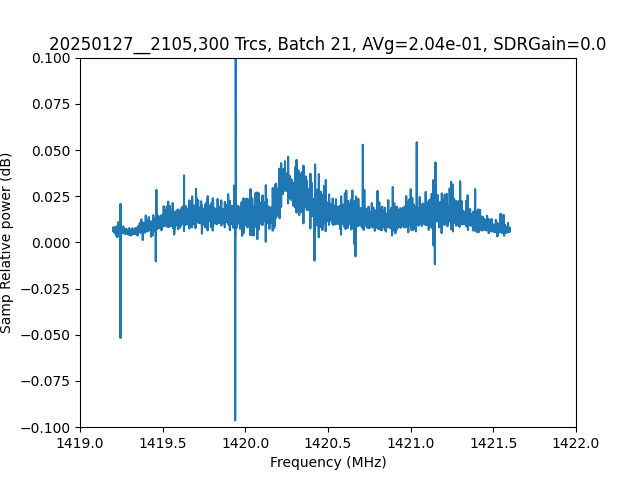 20250127__2105,300 Trcs, Batch 21, AVg=2.04e-01, SDRGain=0.0
0.100
0.075
0.050
0.025
0.000
−0.025
−0.050
−0.075
−0.100
Samp Relative power (dB)
1419.0 1419.5 1420.0 1420.5 1421.0 1421.5 1422.0
Frequency (MHz)